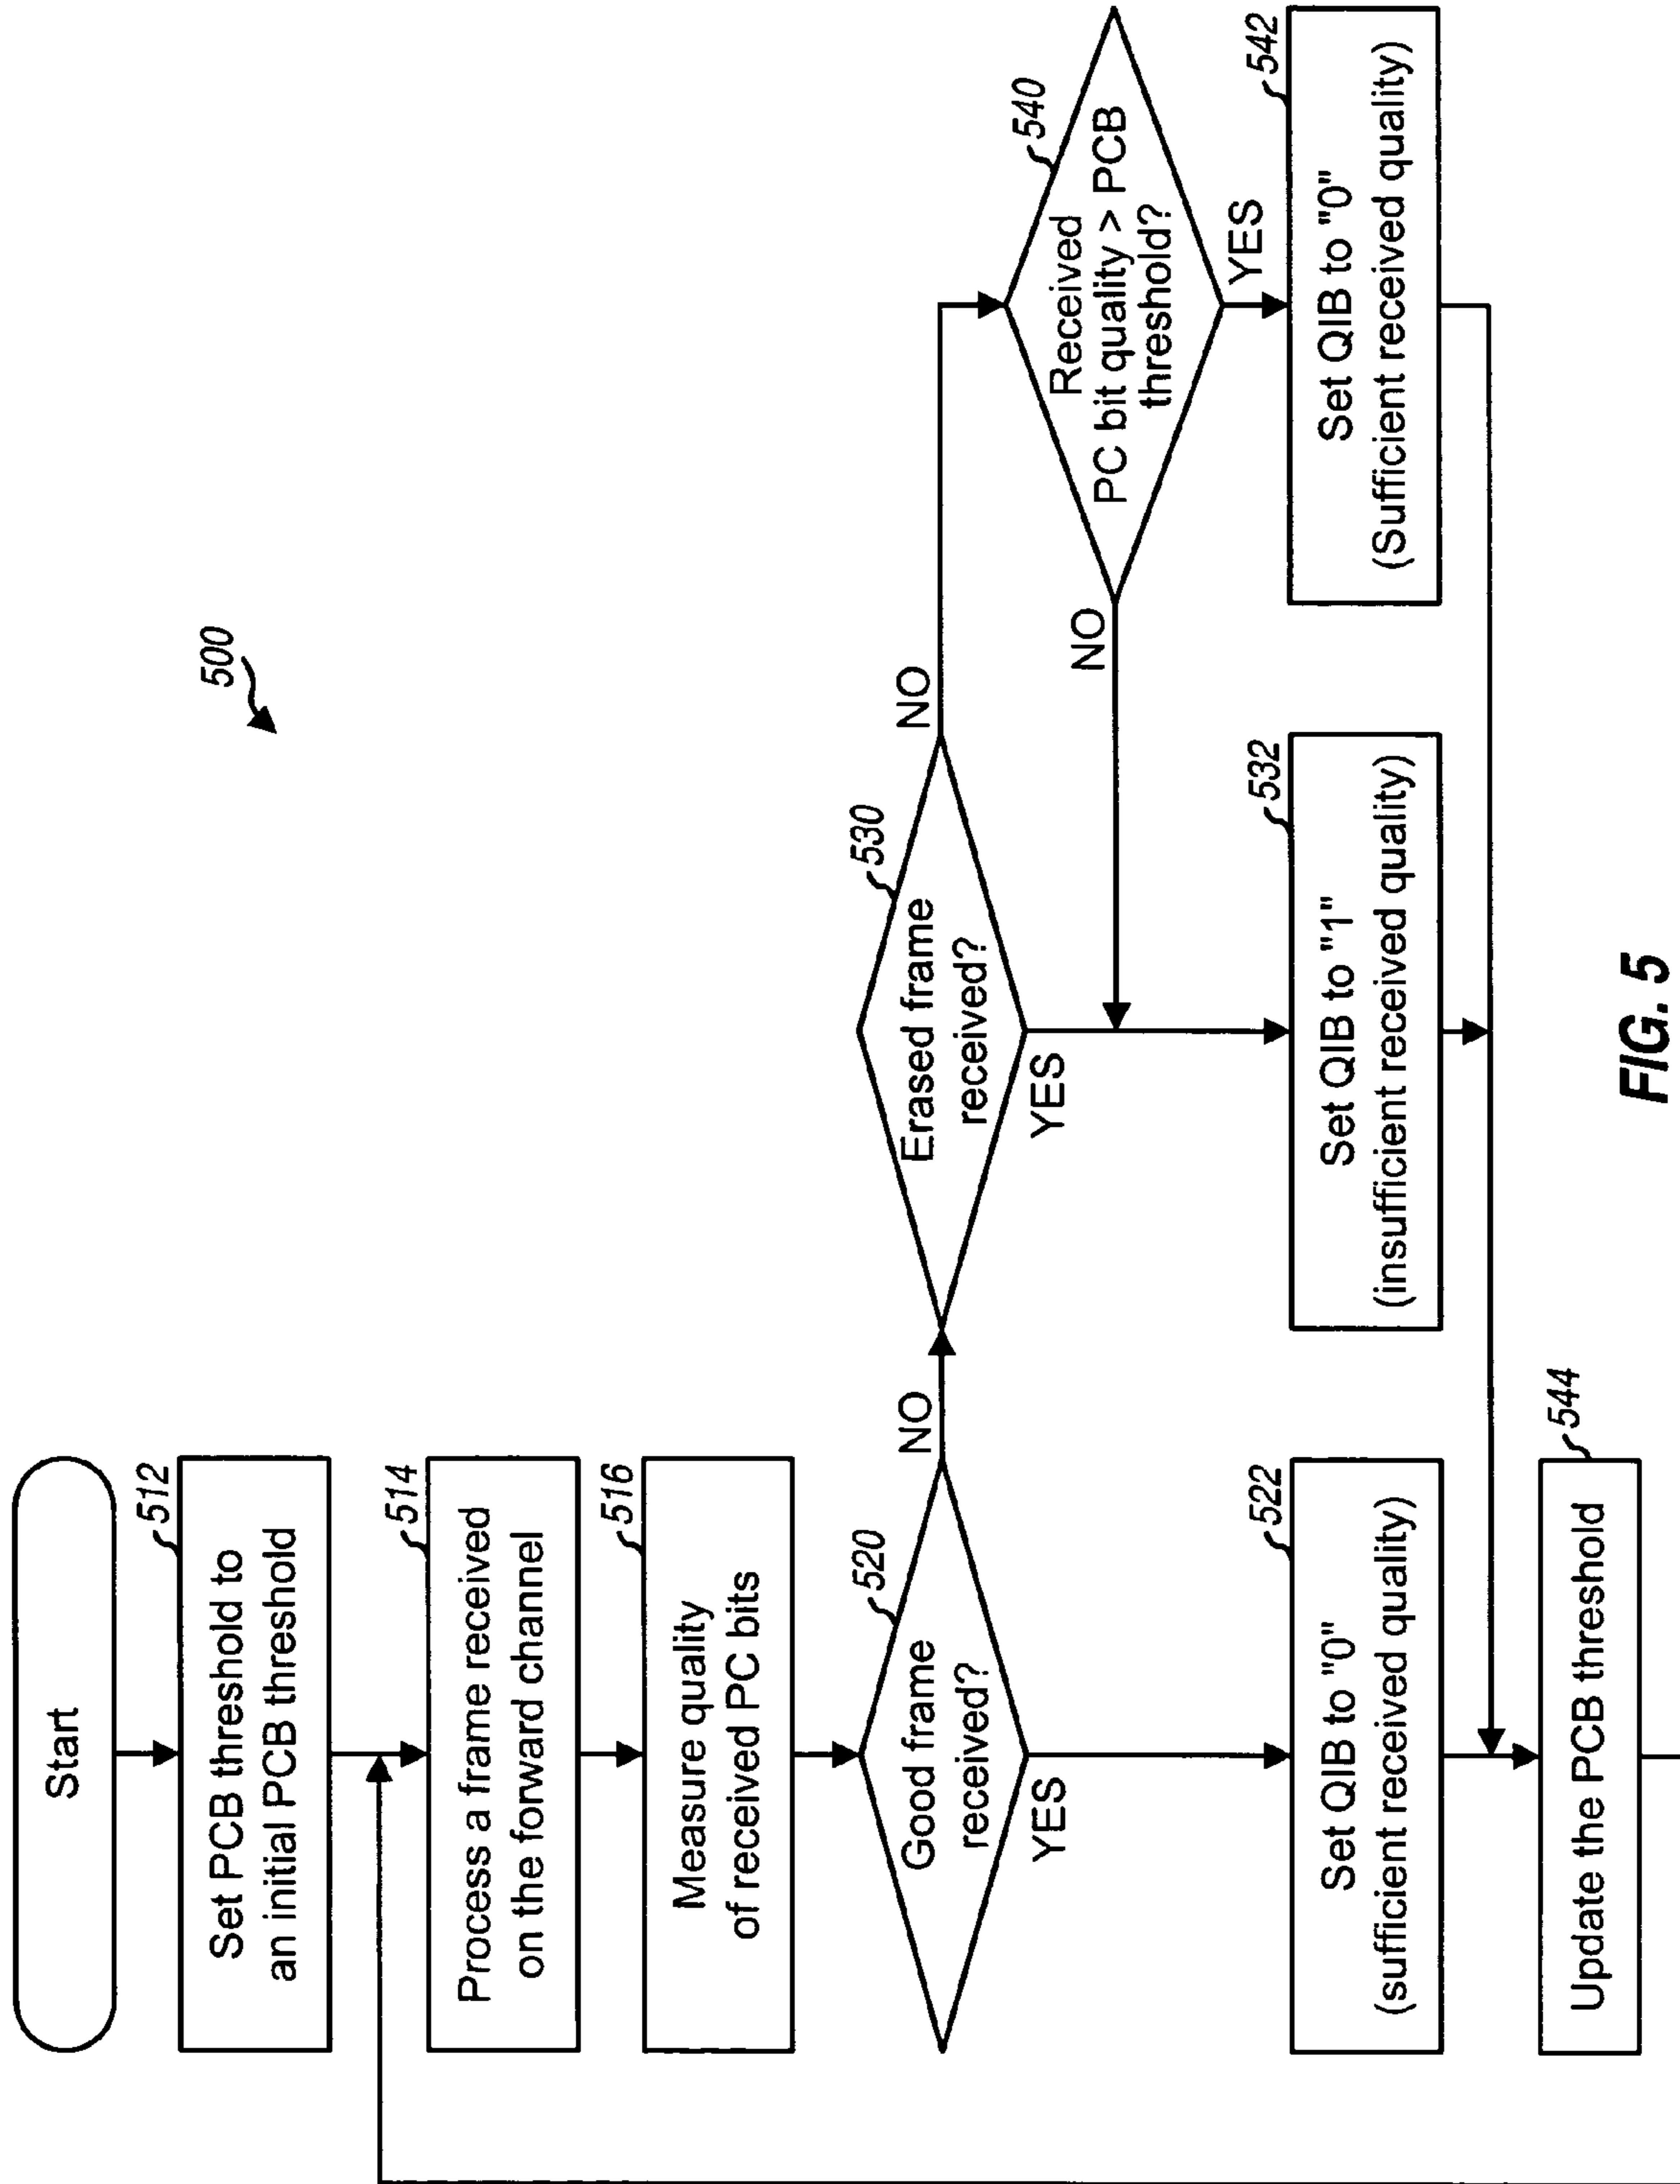 500
Start
512
Set PCB threshold to
an initial PCB threshold
514
Process a frame received
on the forward channel
516
Measure quality
of received PC bits
520
Good frame
received?
NO
YES
530
Erased frame
received?
NO
YES
540
Received
PC bit quality > PCB
threshold?
NO
YES
522
Set QIB to "0"
(sufficient received quality)
532
Set QIB to "1"
(insufficient received quality)
542
Set QIB to "0"
(Sufficient received quality)
544
Update the PCB threshold
FIG. 5